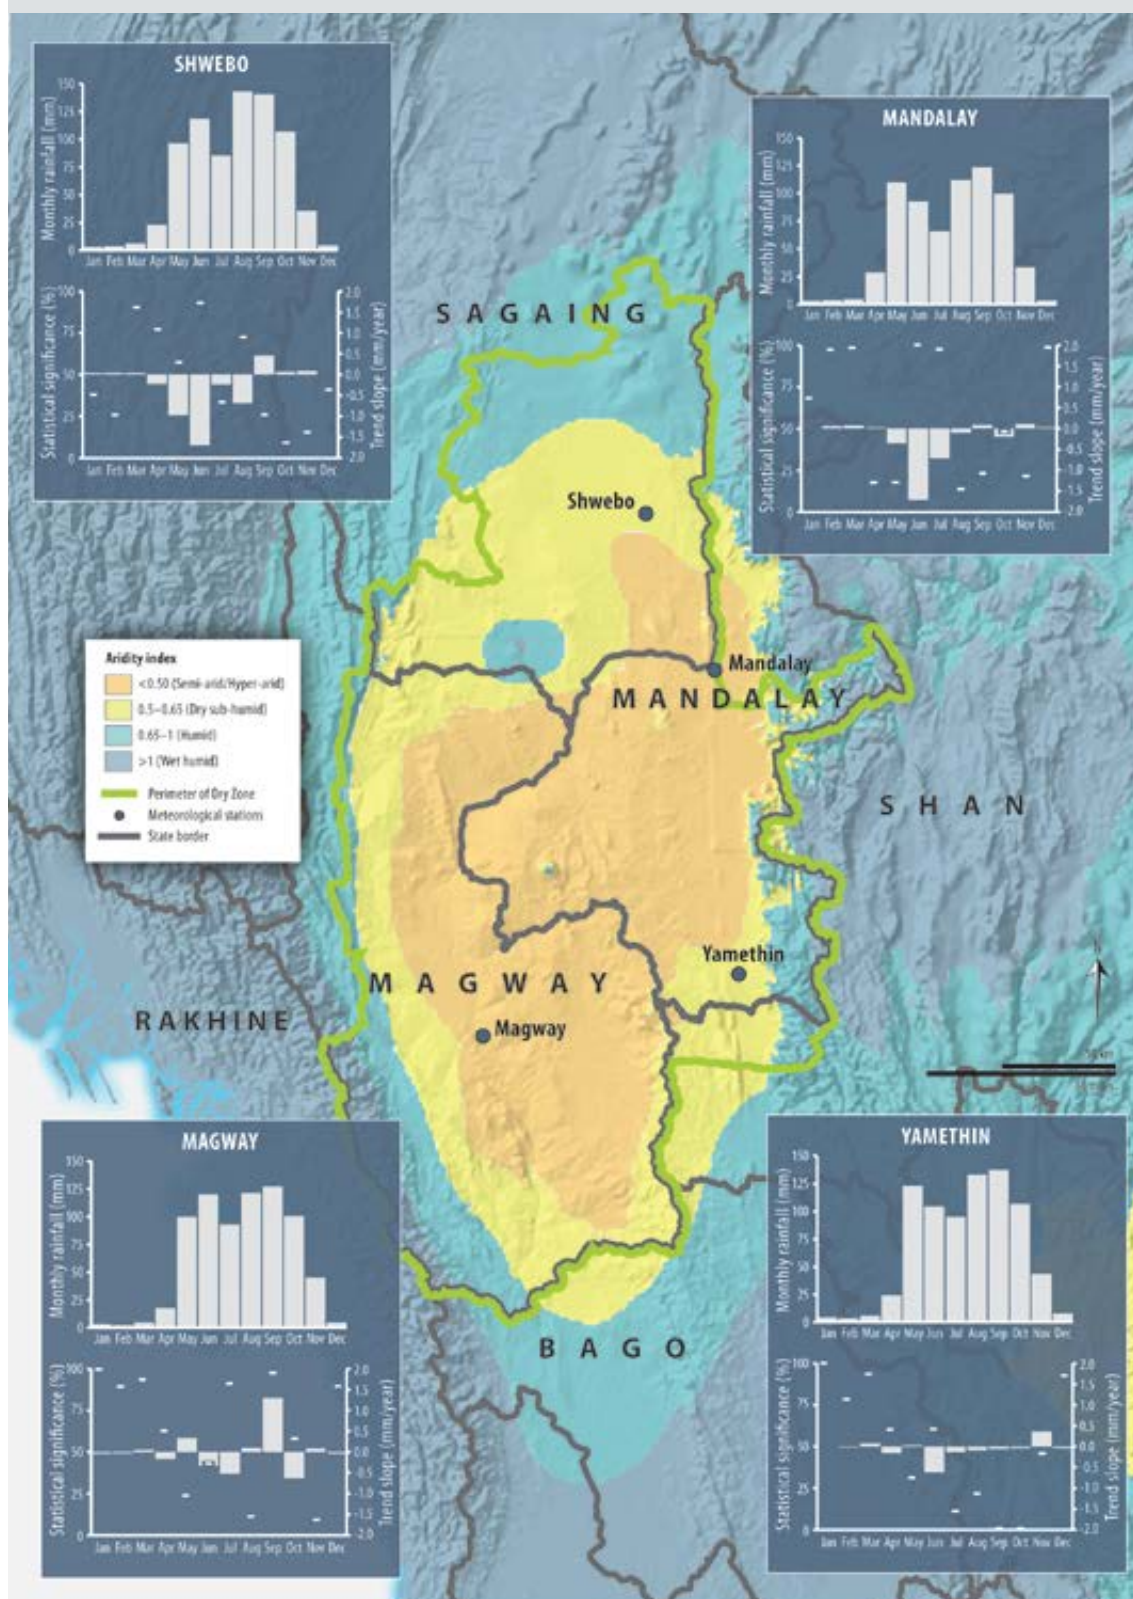 SHWEBO
Monthly rainfall (mm)
150
125
100
75
50
25
0
Jan Feb Mar Apr May Jun Jul Aug Sep Oct Nov Dec
Statistical significance (%)
100
75
50
25
0
2.0
1.5
1.0
0.5
0.0
-0.5
-1.0
-1.5
2.0
Trend slope (mm/year)
Jan Feb Mar Apr May Jun Jul Aug Sep Oct Nov Dec
MANDALAY
Monthly rainfall (mm)
150
125
100
75
50
25
0
Jan Feb Mar Apr May Jun Jul Aug Sep Oct Nov Dec
Statistical significance (%)
100
75
50
25
0
2.0
1.5
1.0
0.5
0.0
-0.5
-1.0
-1.5
-2.0
Trend slope (mm/year)
Jan Feb Mar Apr May Jun Jul Aug Sep Oct Nov Dec
SAGAING
Shwebo
Aridity index
<0.50 (Semi-arid/Hyper-arid)
0.5–0.65 (Dry sub-humid)
0.65–1 (Humid)
>1 (Wet humid)
Perimeter of Dry Zone
Meteorological stations
State border
Mandalay
MANDALAY
SHAN
Yamethin
MAGWAY
RAKHINE
Magway
N
MAGWAY
Monthly rainfall (mm)
150
125
100
75
50
25
0
Jan Feb Mar Apr May Jun Jul Aug Sep Oct Nov Dec
Statistical significance (%)
100
75
50
25
0
2.0
1.5
1.0
0.5
0.0
-0.5
-1.0
-1.5
-2.0
Trend slope (mm/year)
Jan Feb Mar Apr May Jun Jul Aug Sep Oct Nov Dec
YAMETHIN
Monthly rainfall (mm)
150
125
100
75
50
25
0
Jan Feb Mar Apr May Jun Jul Aug Sep Oct Nov Dec
Statistical significance (%)
100
75
50
25
0
2.0
1.5
1.0
0.5
0.0
-0.5
-1.0
-1.5
-2.0
Trend slope (mm/year)
Jan Feb Mar Apr May Jun Jul Aug Sep Oct Nov Dec
BAGO